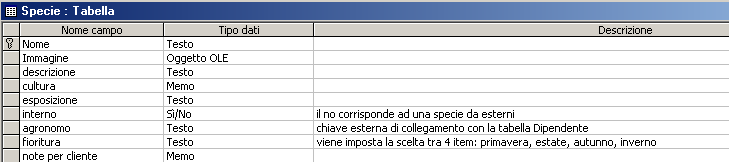 Specie : Tabella
Nome campo Tipo dati Descrizione
Nome Testo
Immagine Oggetto OLE
descrizione Testo
cultura Memo
esposizione Testo
interno Sì/No il no corrisponde ad una specie da esterni
agronomo Testo chiave esterna di collegamento con la tabella Dipendente
fioritura Testo viene imposta la scelta tra 4 item: primavera, estate, autunno, inverno
note per cliente Memo